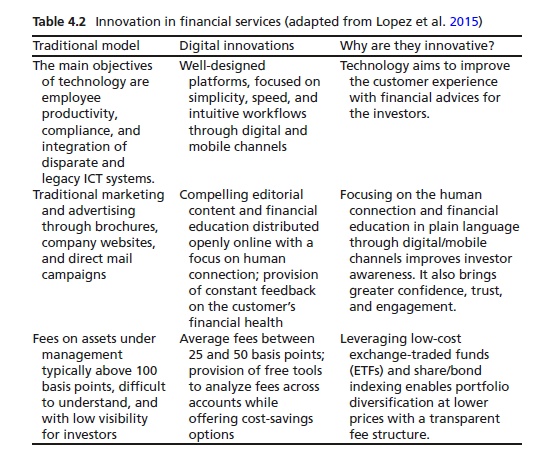 Table 4.2 Innovation in financial services (adapted from Lopez et al. 2015)
Traditional model Digital innovations Why are they innovative?
The main objectives
of technology are
employee
productivity,
compliance, and
integration of
disparate and
legacy ICT systems.
Well-designed
platforms, focused on
simplicity, speed, and
intuitive workflows
through digital and
mobile channels
Technology aims to improve
the customer experience
with financial advices for
the investors.
Traditional marketing
and advertising
through brochures,
company websites,
and direct mail
campaigns
Compelling editorial
content and financial
education distributed
openly online with a
focus on human
connection; provision
of constant feedback
on the customer's
financial health
Focusing on the human
connection and financial
education in plain language
through digital/mobile
channels improves investor
awareness. It also brings
greater confidence, trust,
and engagement.
Fees on assets under
management
typically above 100
basis points, difficult
to understand, and
with low visibility
for investors
Average fees between
25 and 50 basis points;
provision of free tools
to analyze fees across
accounts while
offering cost-savings
options
Leveraging low-cost
exchange-traded funds
(ETFs) and share/bond
indexing enables portfolio
diversification at lower
prices with a transparent
fee structure.